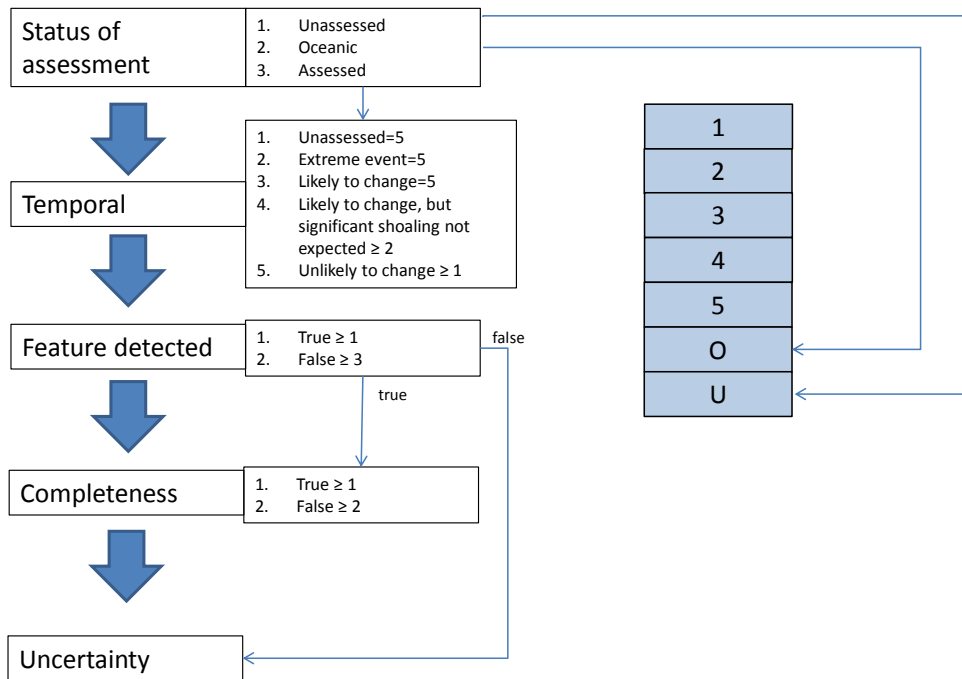 Status of
assessment
1. Unassessed
2. Oceanic
3. Assessed
Temporal
1. Unassessed=5
2. Extreme event=5
3. Likely to change=5
4. Likely to change, but
significant shoaling not
expected ≥ 2
5. Unlikely to change ≥ 1
Feature detected
1. True ≥ 1
2. False ≥ 3
false
true
Completeness
1. True ≥ 1
2. False ≥ 2
Uncertainty
1
2
3
4
5
O
U